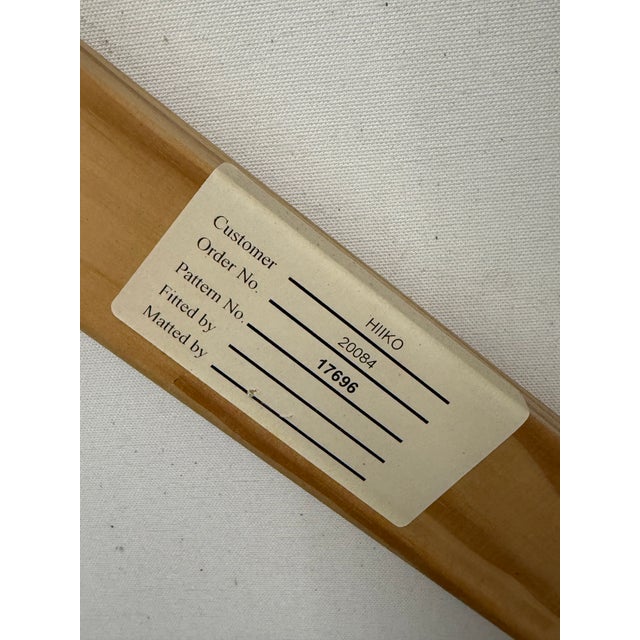 Customer HIIKO
Order No. 20084
Pattern No. 17696
Fitted by
Matted by